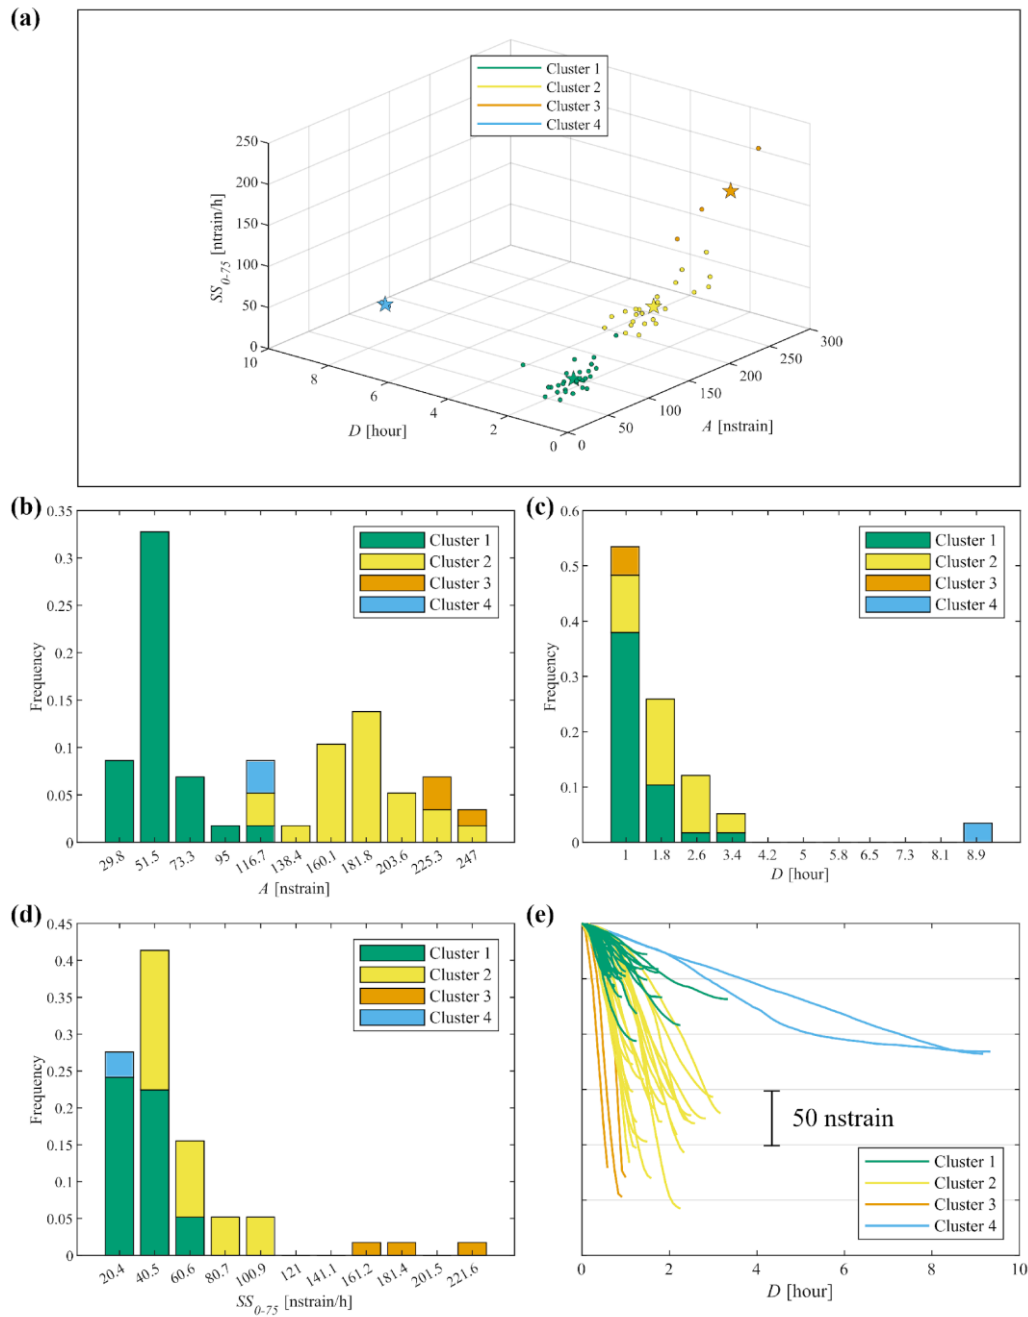 (a)
Cluster 1
Cluster 2
Cluster 3
Cluster 4
250
200
150
100
50
0
SS0-75 [ntrain/h]
10
8
6
4
2
0
D [hour]
0
50
100
150
200
250
300
A [nstrain]
(b)
0.35
0.3
0.25
0.2
0.15
0.1
0.05
0
Frequency
Cluster 1
Cluster 2
Cluster 3
Cluster 4
29.8 51.5 73.3 95 116.7 138.4 160.1 181.8 203.6 225.3 247
A [nstrain]
(c)
0.6
0.5
0.4
0.3
0.2
0.1
0
Frequency
Cluster 1
Cluster 2
Cluster 3
Cluster 4
1 1.8 2.6 3.4 4.2 5 5.8 6.5 7.3 8.1 8.9
D [hour]
(d)
0.45
0.4
0.35
0.3
0.25
0.2
0.15
0.1
0.05
0
Frequency
Cluster 1
Cluster 2
Cluster 3
Cluster 4
20.4 40.5 60.6 80.7 100.9 121 141.1 161.2 181.4 201.5 221.6
SS0-75 [nstrain/h]
(e)
50 nstrain
Cluster 1
Cluster 2
Cluster 3
Cluster 4
0 2 4 6 8 10
D [hour]